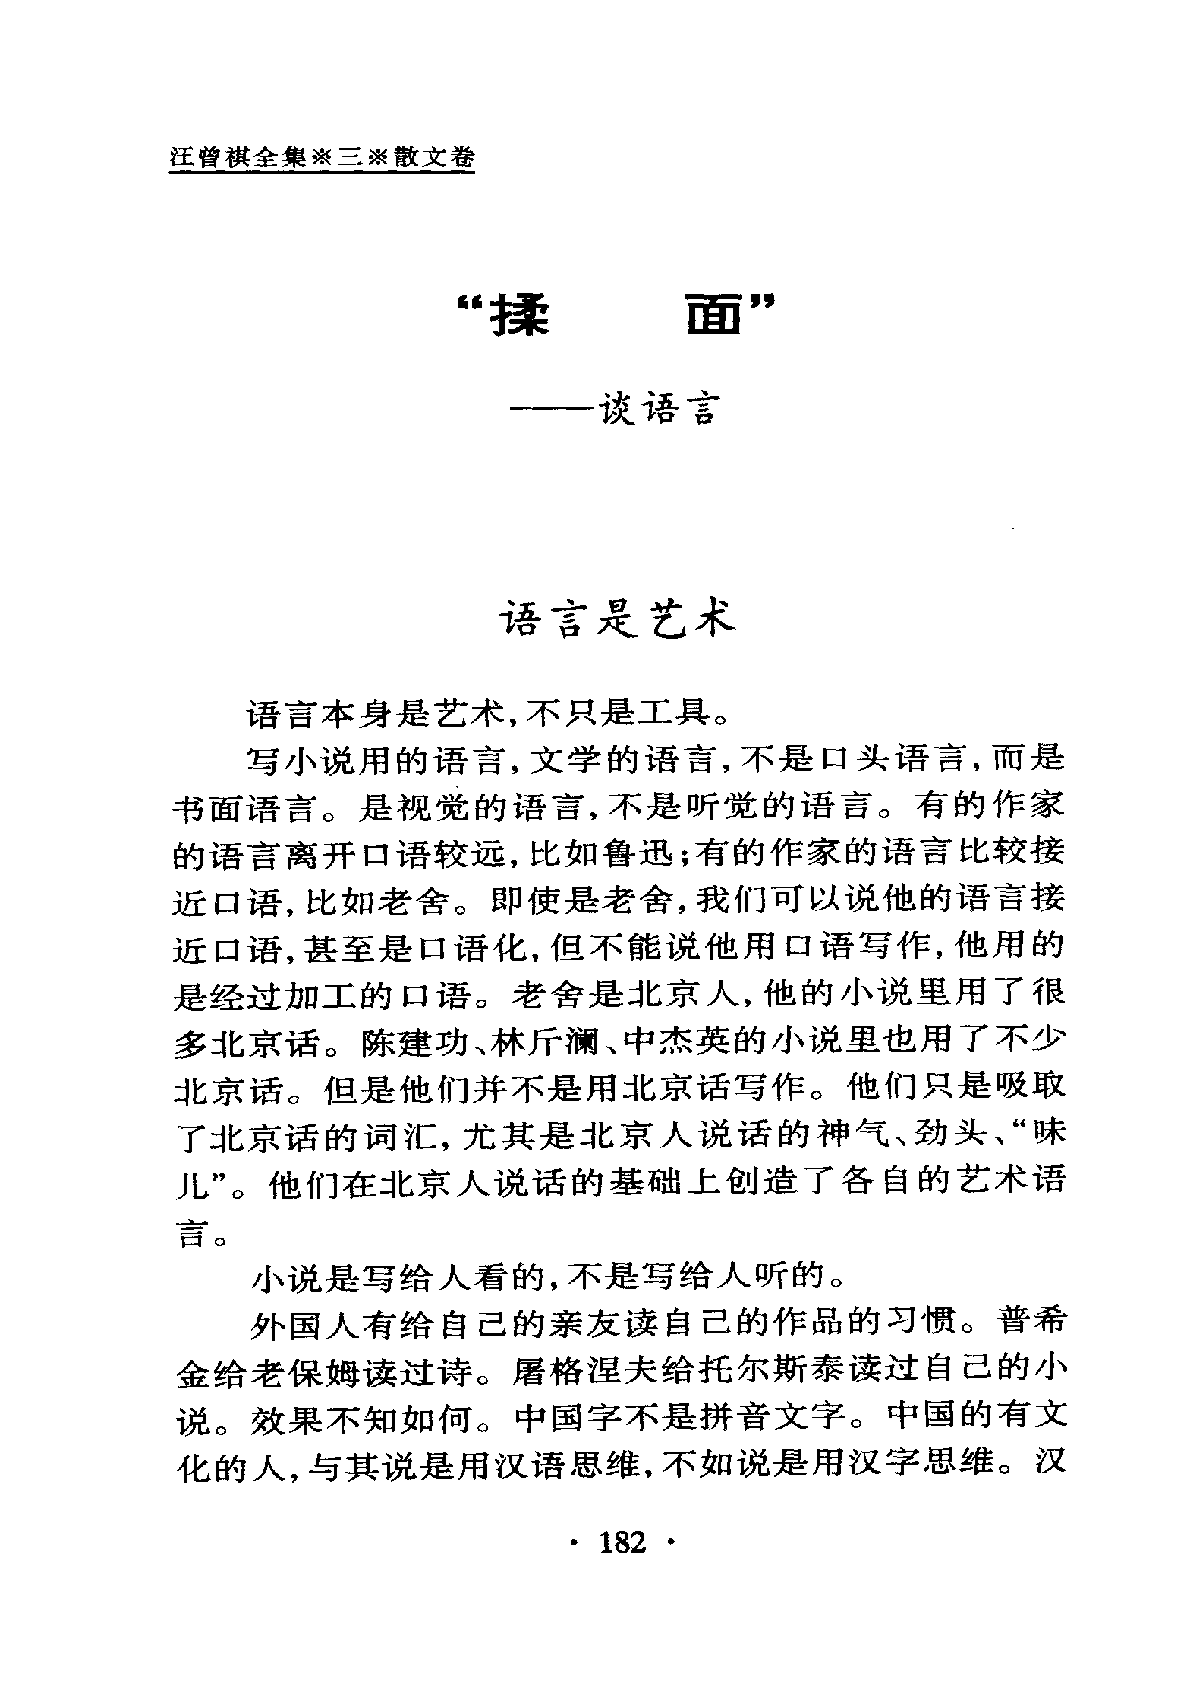 汪曾祺全集※三※散文卷
“揉 面”
——谈语言
语言是艺术
语言本身是艺术，不只是工具。
写小说用的语言，文学的语言，不是口头语言，而是
书面语言。是视觉的语言，不是听觉的语言。有的作家
的语言离开口语较远，比如鲁迅；有的作家的语言比较接
近口语，比如老舍。即使是老舍，我们可以说他的语言接
近口语，甚至是口语化，但不能说他用口语写作，他用的
是经过加工的口语。老舍是北京人，他的小说里用了很
多北京话。陈建功、林斤澜、中杰英的小说里也用了不少
北京话。但是他们并不是用北京话写作。他们只是吸取
了北京话的词汇，尤其是北京人说话的神气、劲头、“味
儿”。他们在北京人说话的基础上创造了各自的艺术语
言。
小说是写给人看的，不是写给人听的。
外国人有给自己的亲友读自己的作品的习惯。普希
金给老保姆读过诗。屠格涅夫给托尔斯泰读过自己的小
说。效果不知如何。中国字不是拼音文字。中国的有文
化的人，与其说是用汉语思维，不如说是用汉字思维。汉
· 182 ·